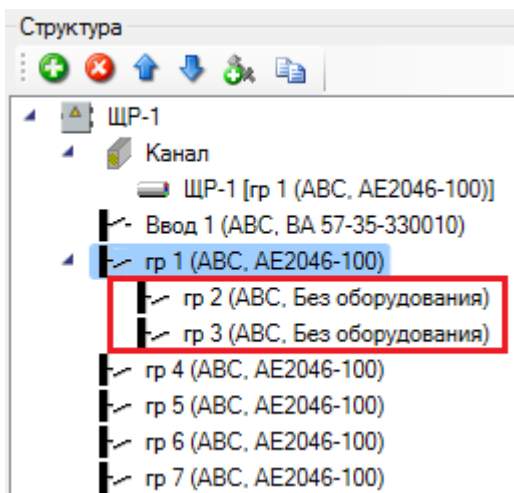 Структура
ЩР-1
Канал
ЩР-1 [гр 1 (ABC, AE2046-100)]
Ввод 1 (ABC, ВА 57-35-330010)
гр 1 (ABC, AE2046-100)
гр 2 (ABC, Без оборудования)
гр 3 (ABC, Без оборудования)
гр 4 (ABC, AE2046-100)
гр 5 (ABC, AE2046-100)
гр 6 (ABC, AE2046-100)
гр 7 (ABC, AE2046-100)